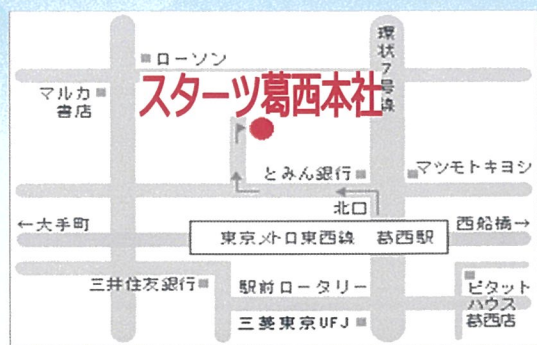 環状7号線
ローソン
マルカ
書店
スターツ葛西本社
とみん銀行
マツモトキヨシ
北口
←大手町
西船橋→
東京メトロ東西線 葛西駅
三井住友銀行
駅前ロータリー
三菱東京UFJ
ピタット
ハウス
葛西店